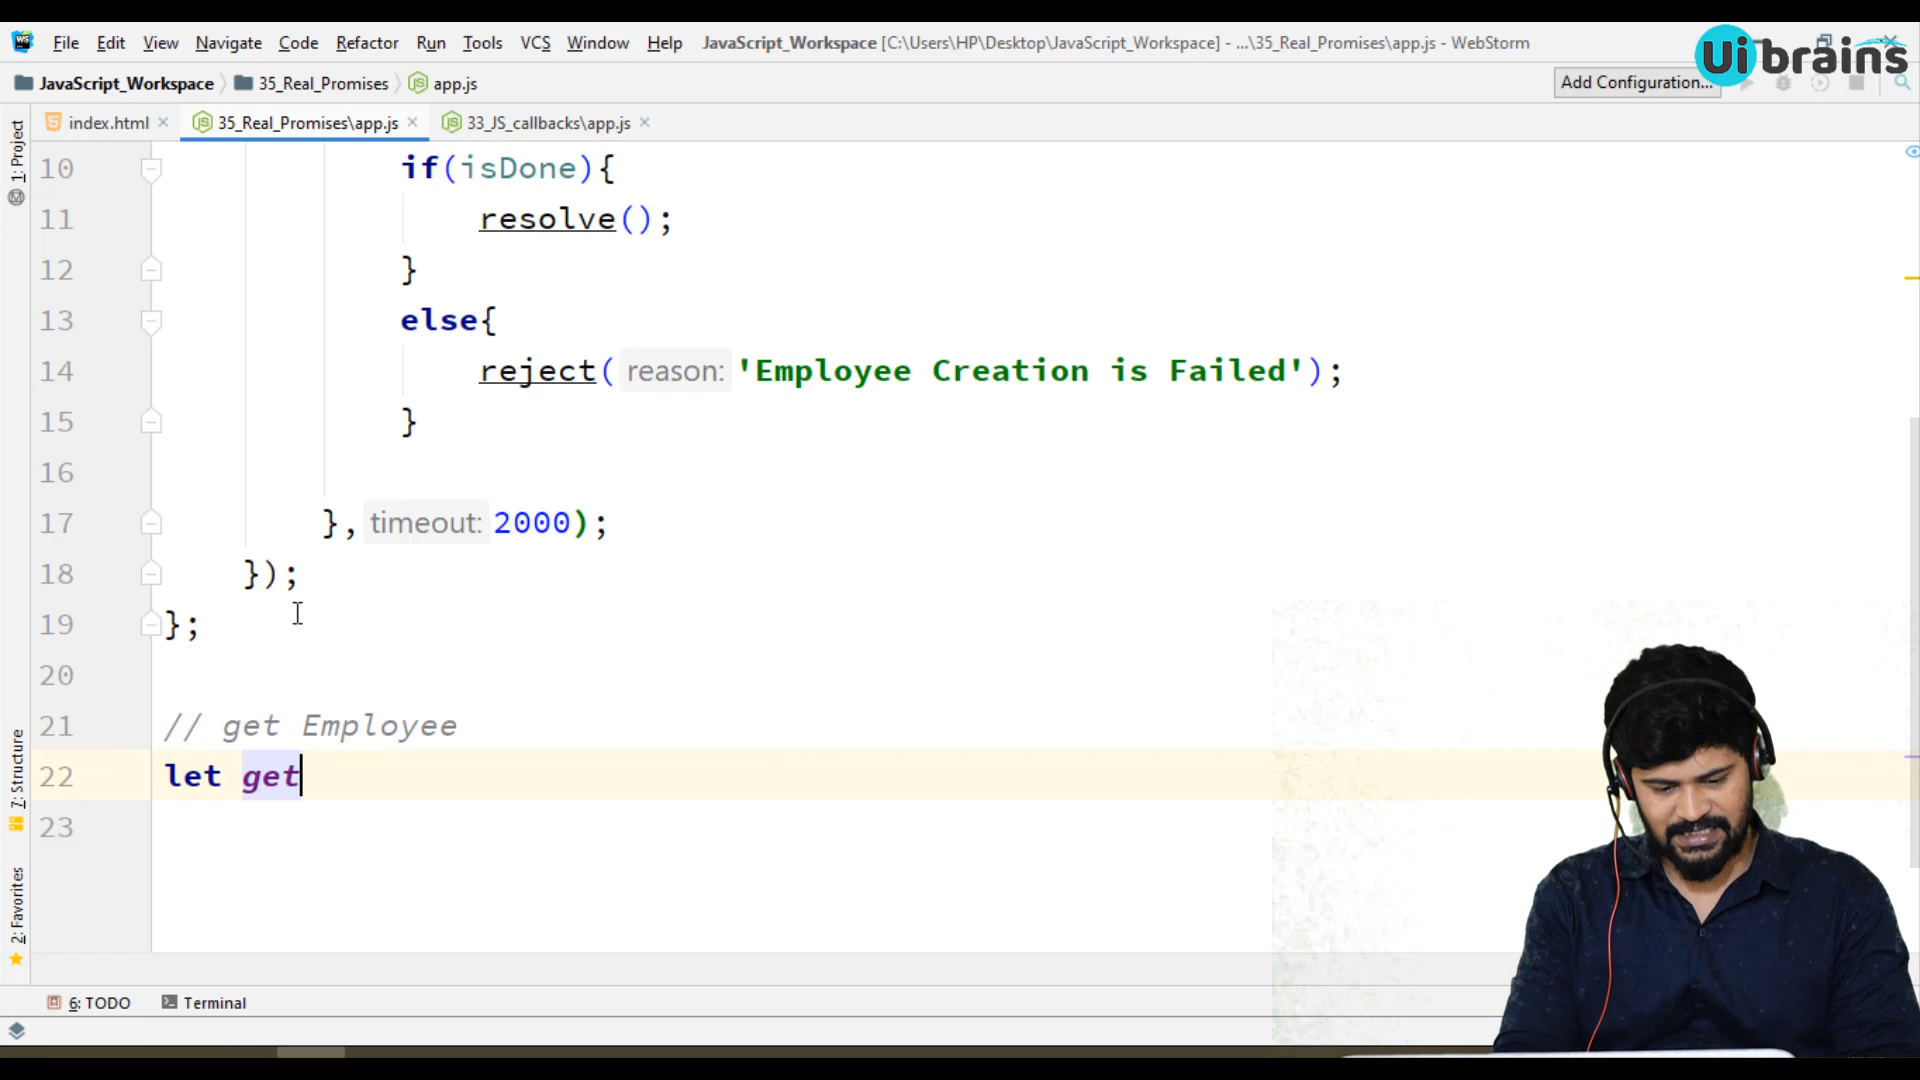 File Edit View Navigate Code Refactor Run Tools VCS Window Help JavaScript_Workspace [C:\Users\HP\Desktop\JavaScript_Workspace] - ...\35_Real_Promises\app.js - WebStorm
Ui brains
JavaScript_Workspace 35_Real_Promises app.js Add Configuration...
index.html 35_Real_Promises\app.js 33_JS_callbacks\app.js
1: Project
7: Structure
2: Favorites
10 if(isDone){
11 resolve();
12 }
13 else{
14 reject( reason: 'Employee Creation is Failed');
15 }
16
17 }, timeout: 2000);
18 });
19 };
20
21 // get Employee
22 let get
23
6: TODO Terminal